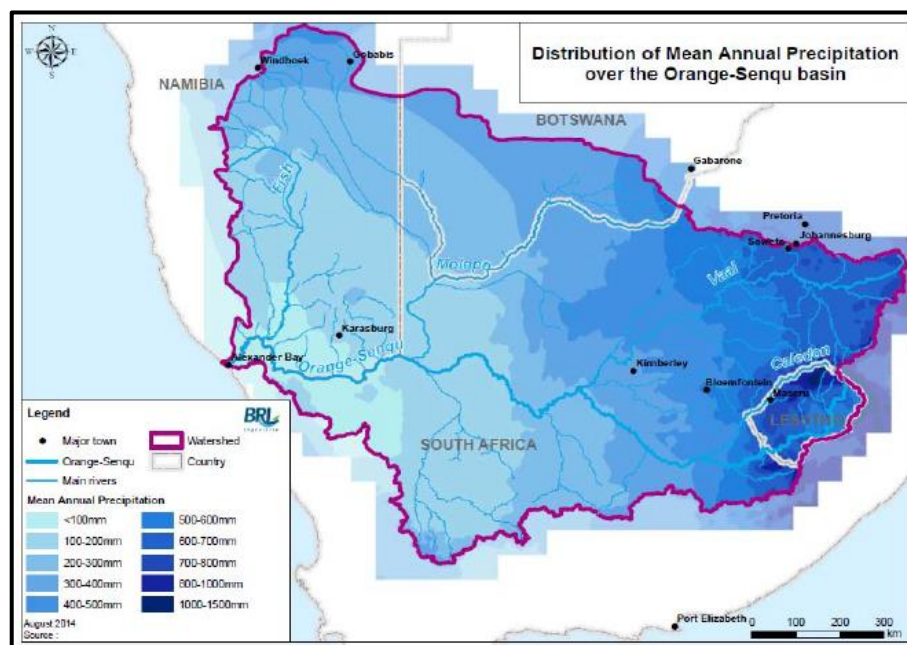 Distribution of Mean Annual Precipitation
over the Orange-Senqu basin
N
W
E
S
Windhoek
Gobabis
NAMIBIA
BOTSWANA
Gabarone
Fish
Pretoria
Johannesburg
Soweto
Molopo
Vaal
Karasburg
Orange-Senqu
Alexander Bay
Kimberley
Caledon
Bloemfontein
Maseru
LESOTHO
SOUTH AFRICA
Legend
BRL
ingénierie
Major town
Watershed
Orange-Senqu
Country
Main rivers
Mean Annual Precipitation
<100mm
500-600mm
100-200mm
600-700mm
200-300mm
700-800mm
300-400mm
800-1000mm
400-500mm
1000-1500mm
August 2014
Source :
Port Elizabeth
0 100 200 300
km